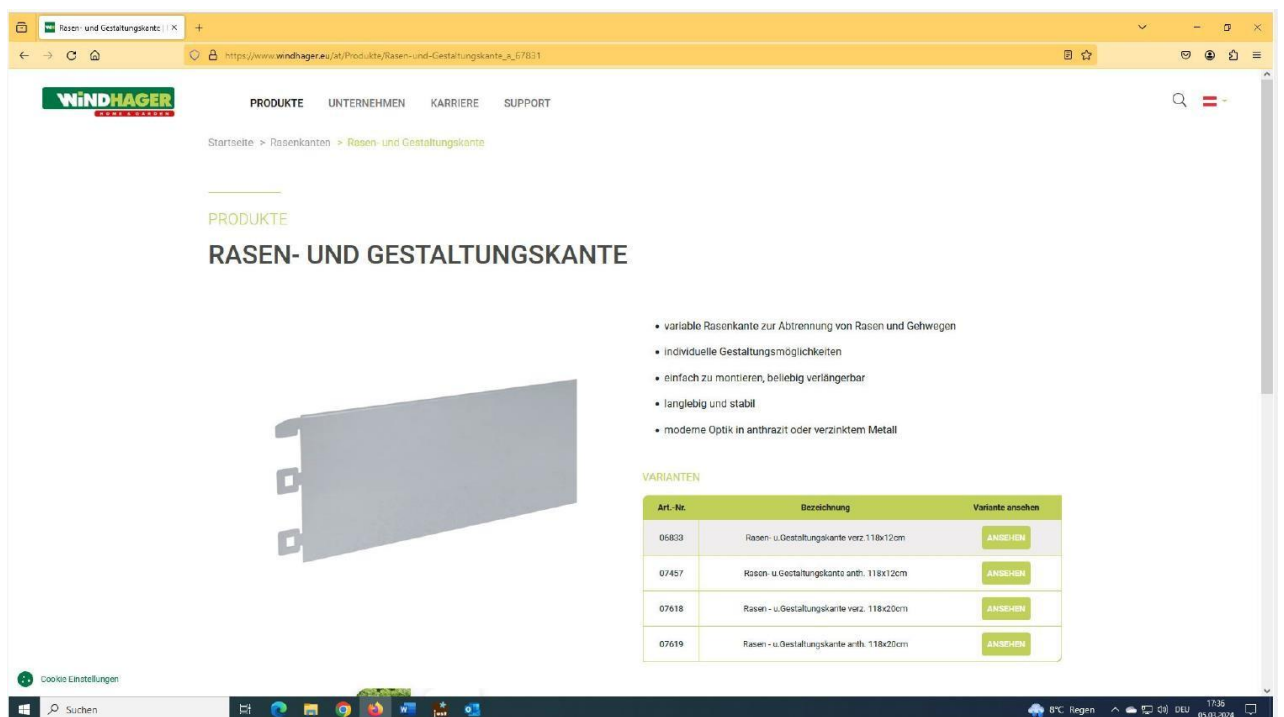 Rasen- und Gestaltungskante |
https://www.windhager.eu/at/Produkte/Rasen-und-Gestaltungskante_a_67831
WINDHAGER
HOME & GARDEN
PRODUKTE UNTERNEHMEN KARRIERE SUPPORT
Startseite > Rasenkanten > Rasen- und Gestaltungskante
PRODUKTE
RASEN- UND GESTALTUNGSKANTE
• variable Rasenkante zur Abtrennung von Rasen und Gehwegen
• individuelle Gestaltungsmöglichkeiten
• einfach zu montieren, beliebig verlängerbar
• langlebig und stabil
• moderne Optik in anthrazit oder verzinktem Metall
VARIANTEN
Art.-Nr. Bezeichnung Variante ansehen
06833 Rasen- u.Gestaltungskante verz.118x12cm ANSEHEN
07457 Rasen- u.Gestaltungskante anth. 118x12cm ANSEHEN
07618 Rasen - u.Gestaltungskante verz. 118x20cm ANSEHEN
07619 Rasen - u.Gestaltungskante anth. 118x20cm ANSEHEN
Cookie Einstellungen
Suchen
8°C Regen
DEU
17:36
05.03.2024